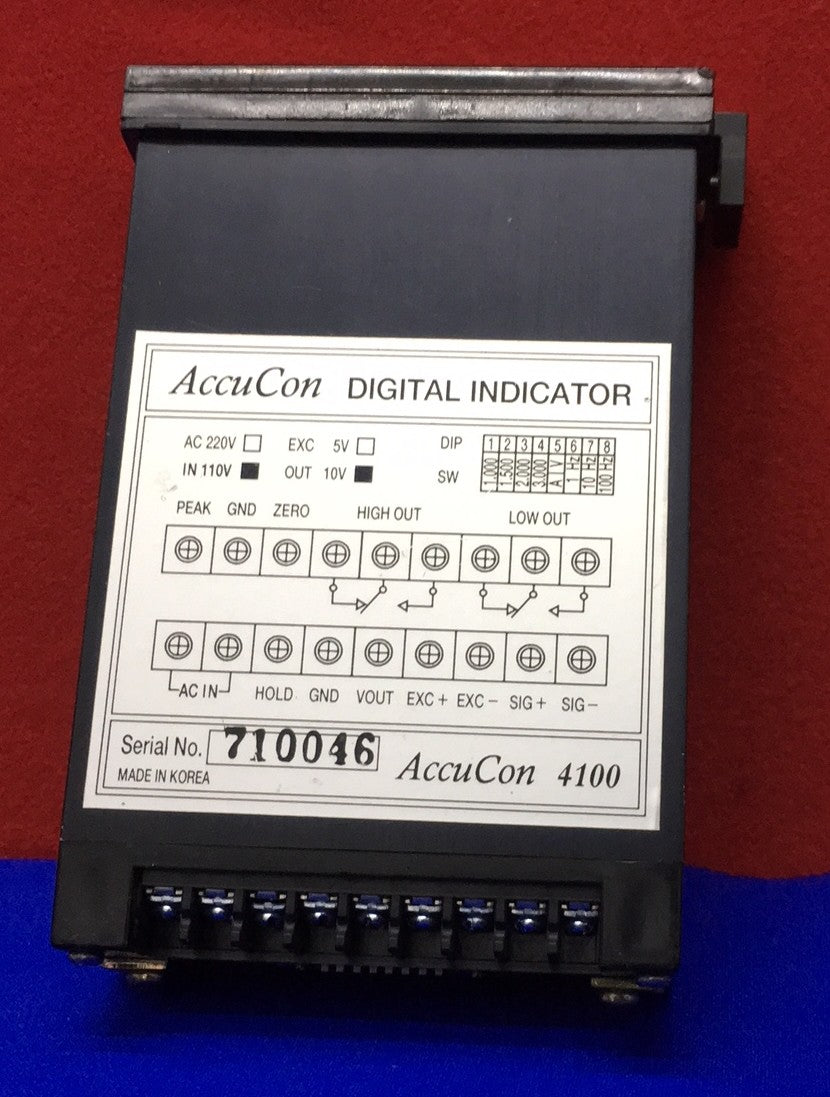 AccuCon DIGITAL INDICATOR
AC 220V EXC 5V DIP 1 2 3 4 5 6 7 8
IN 110V OUT 10V SW 1.000 1.500 2.000 3.000 A V 1 Hz 10 Hz 100 Hz
PEAK GND ZERO HIGH OUT LOW OUT
AC IN HOLD GND VOUT EXC + EXC - SIG + SIG -
Serial No. 710046
MADE IN KOREA AccuCon 4100